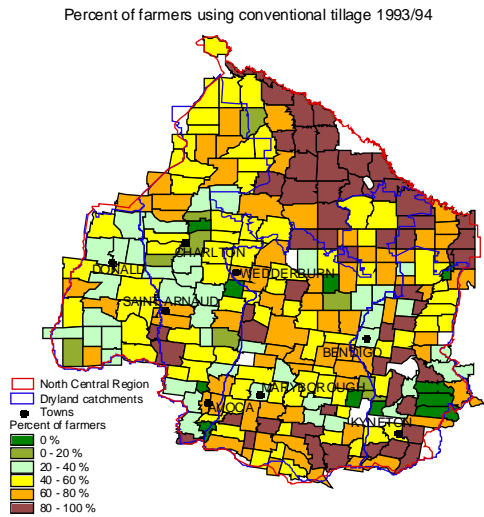 Percent of farmers using conventional tillage 1993/94
CHARLTON
DONALD
WEDDERBURN
SAINT ARNAUD
BENDIGO
MARYBOROUGH
AVOCA
KYNETON
North Central Region
Dryland catchments
Towns
Percent of farmers
0 %
0 - 20 %
20 - 40 %
40 - 60 %
60 - 80 %
80 - 100 %